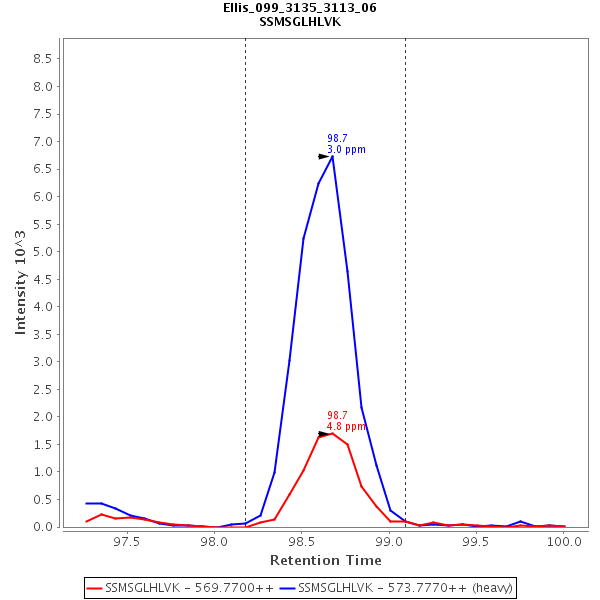 Ellis_099_3135_3113_06
SSMSGLHLVK
8.5
8.0
7.5
7.0
6.5
6.0
5.5
5.0
4.5
4.0
3.5
3.0
2.5
2.0
1.5
1.0
0.5
0.0
Intensity 10^3
98.7
3.0 ppm
98.7
4.8 ppm
97.5 98.0 98.5 99.0 99.5 100.0
Retention Time
SSMSGLHLVK - 569.7700++ SSMSGLHLVK - 573.7770++ (heavy)